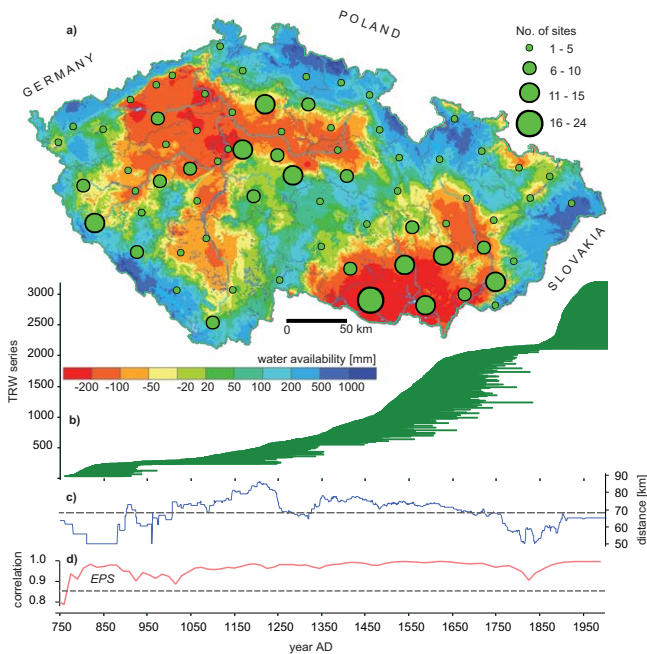 a)
POLAND
GERMANY
SLOVAKIA
No. of sites
1 - 5
6 - 10
11 - 15
16 - 24
0 50 km
water availability [mm]
-200 -100 -50 -20 20 50 100 200 500 1000
TRW series
3000
2500
2000
1500
1000
500
b)
c)
90
80
70
60
50
distance [km]
d)
EPS
correlation
1.0
0.9
0.8
750 850 950 1050 1150 1250 1350 1450 1550 1650 1750 1850 1950
year AD